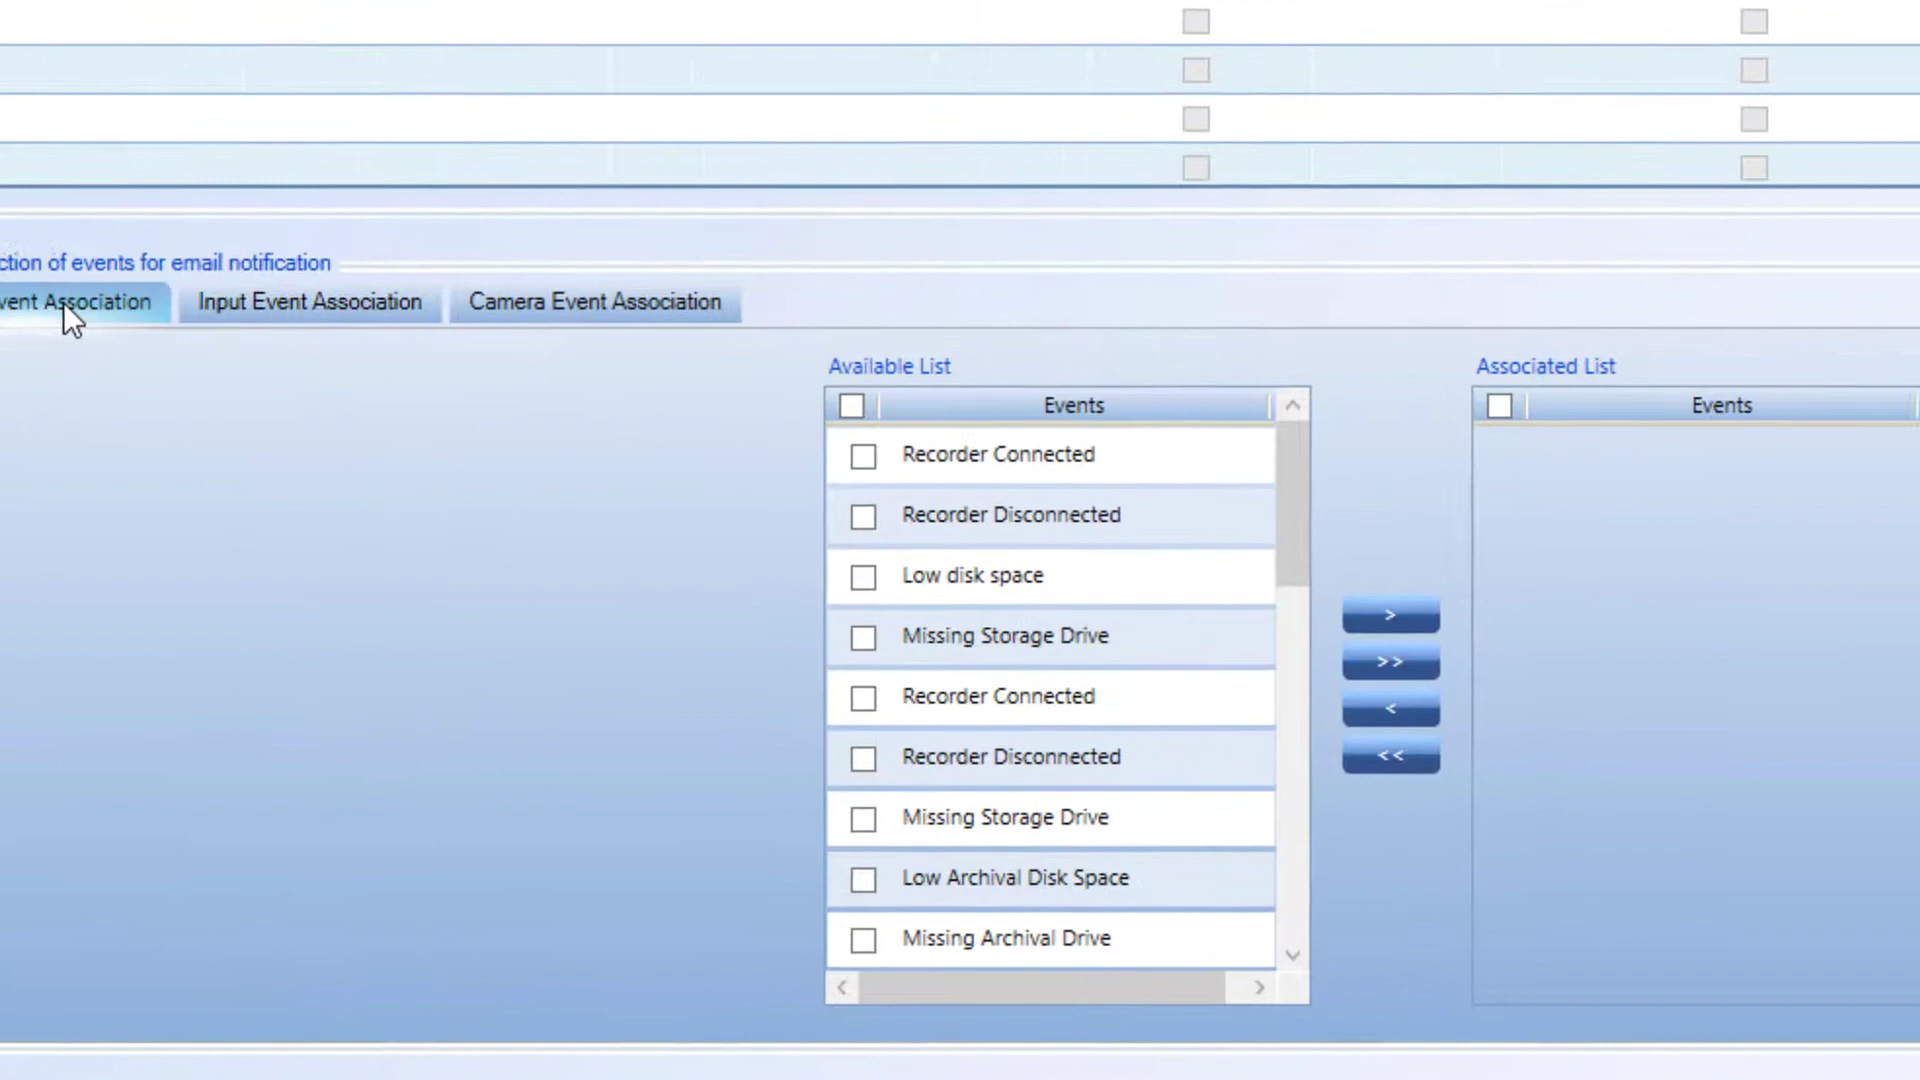 of events for email notification
Association Input Event Association Camera Event Association
Available List
Associated List
Events
Events
Recorder Connected
Recorder Disconnected
Low disk space
Missing Storage Drive
Recorder Connected
Recorder Disconnected
Missing Storage Drive
Low Archival Disk Space
Missing Archival Drive
>
>>
<
<<